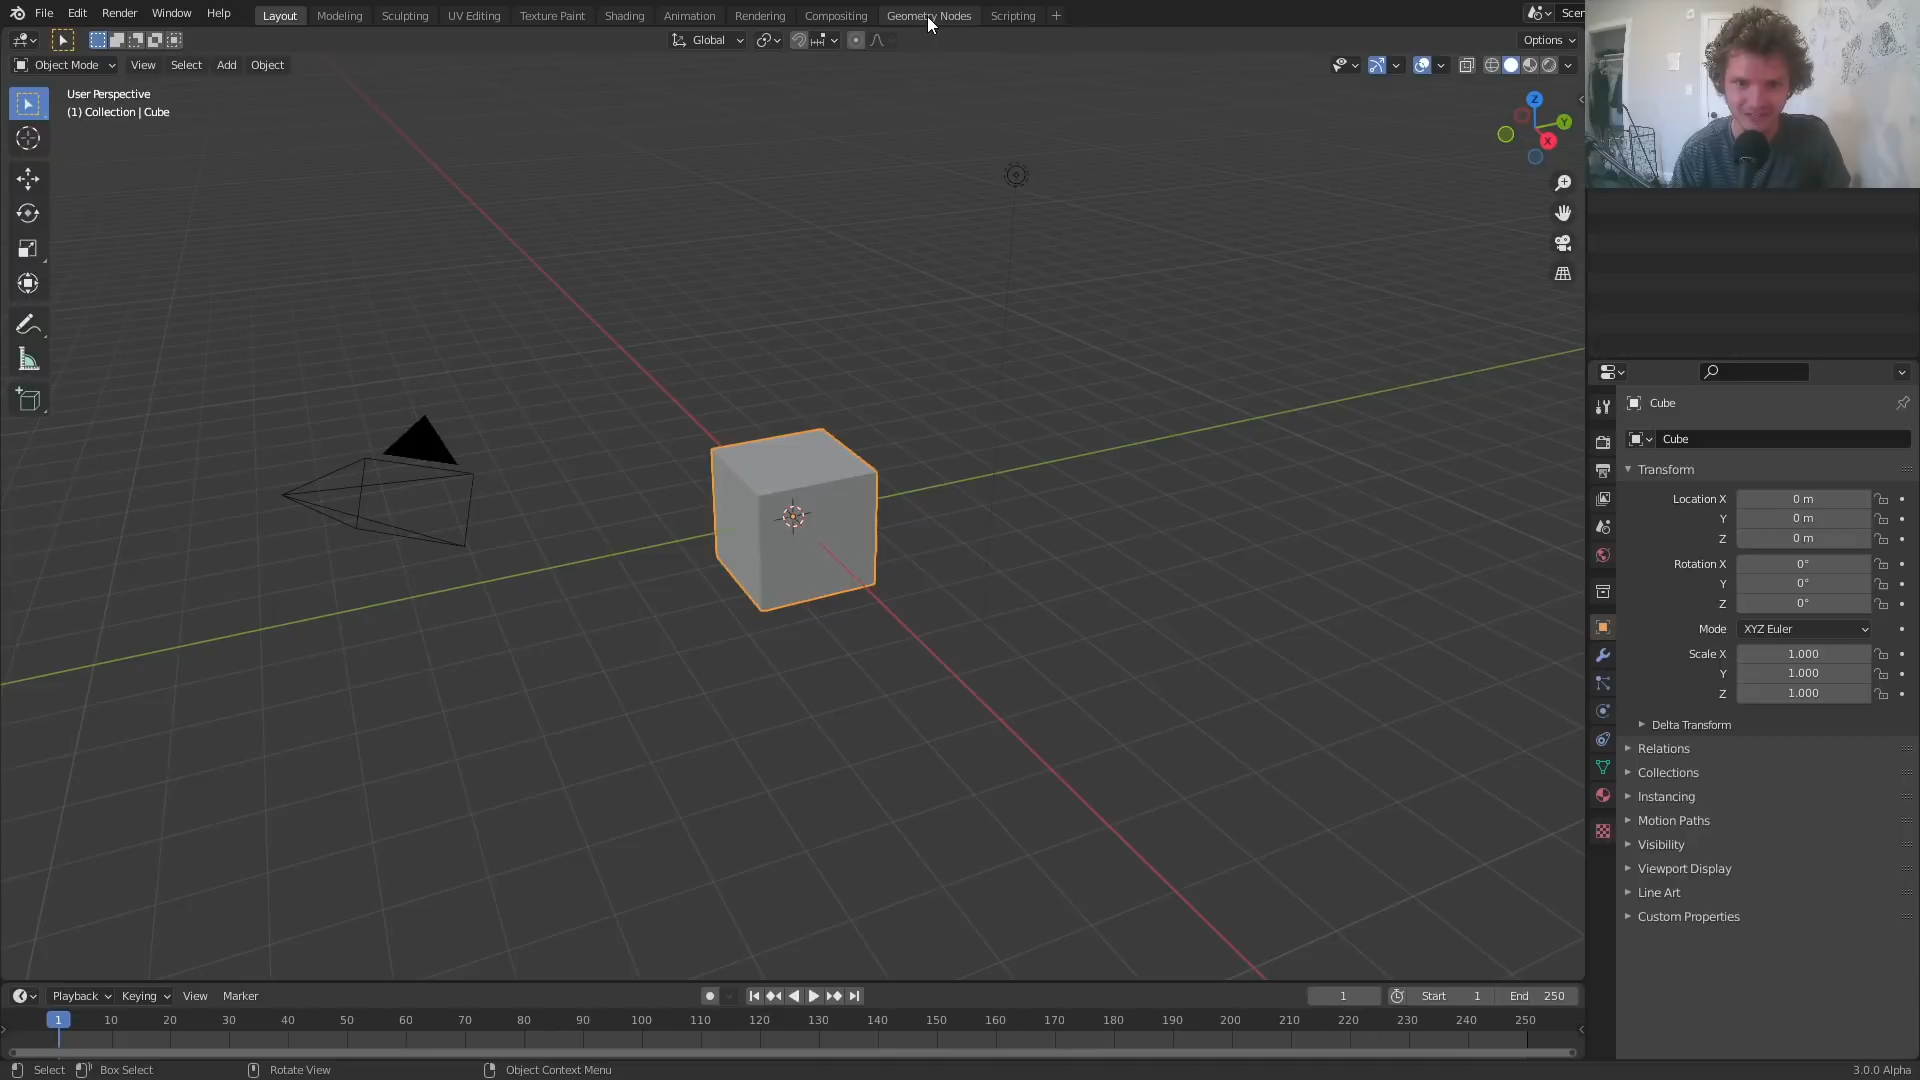 File Edit Render Window Help Layout Modeling Sculpting UV Editing Texture Paint Shading Animation Rendering Compositing Geometry Nodes Scripting + Scen
Global Options
Object Mode View Select Add Object
User Perspective
(1) Collection | Cube
Z
Y
X
Cube
Cube
Transform
Location X 0 m
Y 0 m
Z 0 m
Rotation X 0°
Y 0°
Z 0°
Mode XYZ Euler
Scale X 1.000
Y 1.000
Z 1.000
Delta Transform
Relations
Collections
Instancing
Motion Paths
Visibility
Viewport Display
Line Art
Custom Properties
Playback Keying View Marker 1 Start 1 End 250
1 10 20 30 40 50 60 70 80 90 100 110 120 130 140 150 160 170 180 190 200 210 220 230 240 250
Select Box Select Rotate View Object Context Menu 3.0.0 Alpha